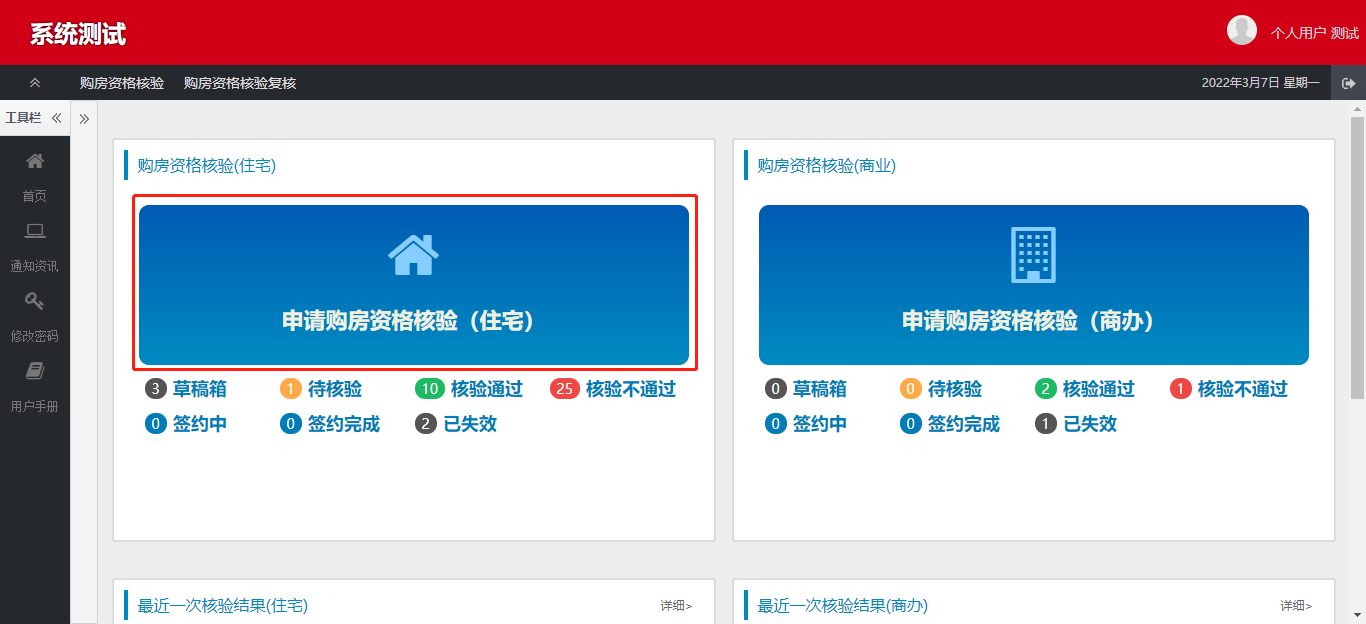 系统测试
个人用户 测试
购房资格核验 购房资格核验复核
2022年3月7日 星期一
工具栏
首页
通知资讯
修改密码
用户手册
购房资格核验(住宅)
申请购房资格核验（住宅）
3 草稿箱 1 待核验 10 核验通过 25 核验不通过
0 签约中 0 签约完成 2 已失效
购房资格核验(商业)
申请购房资格核验（商办）
0 草稿箱 0 待核验 2 核验通过 1 核验不通过
0 签约中 0 签约完成 1 已失效
最近一次核验结果(住宅) 详细>
最近一次核验结果(商办) 详细>